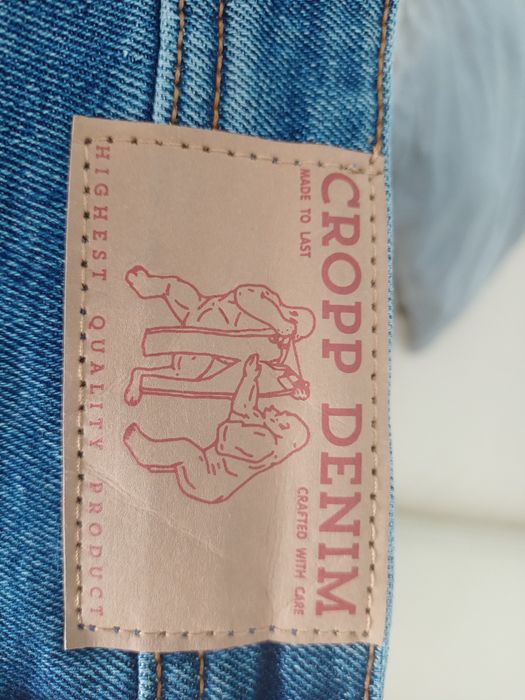 CROPP DENIM
MADE TO LAST
CRAFTED WITH CARE
HIGHEST QUALITY PRODUCT